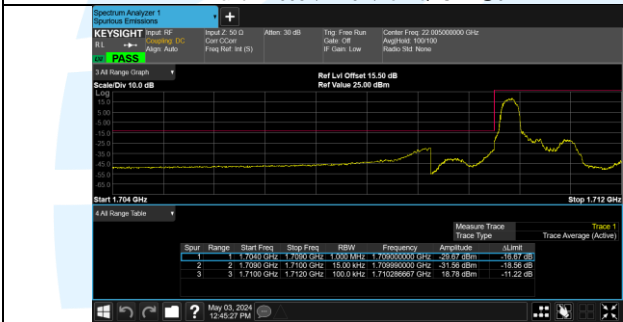 Spectrum Analyzer 1
Spurious Emissions
+
KEYSIGHT Input: RF Input Z: 50 Ω Atten: 30 dB Trig: Free Run Center Freq: 22.005000000 GHz
RL Coupling: DC Corr CCorr Gate: Off Avg|Hold: 100/100
Align: Auto Freq Ref: Int (S) IF Gain: Low Radio Std: None
PASS
3 All Range Graph
Ref Lvl Offset 15.50 dB
Scale/Div 10.0 dB Ref Value 25.00 dBm
Log
15.0
5.00
-5.00
-15.0
-25.0
-35.0
-45.0
-55.0
-65.0
Start 1.704 GHz Stop 1.712 GHz
4 All Range Table
Measure Trace Trace 1
Trace Type Trace Average (Active)
Spur Range Start Freq Stop Freq RBW Frequency Amplitude ΔLimit
1 1 1.7040 GHz 1.7090 GHz 1.000 MHz 1.709000000 GHz -29.67 dBm -16.67 dB
2 2 1.7090 GHz 1.7100 GHz 15.00 kHz 1.709990000 GHz -31.56 dBm -18.56 dB
3 3 1.7100 GHz 1.7120 GHz 100.0 kHz 1.710286667 GHz 18.78 dBm -11.22 dB
? May 03, 2024
12:45:27 PM